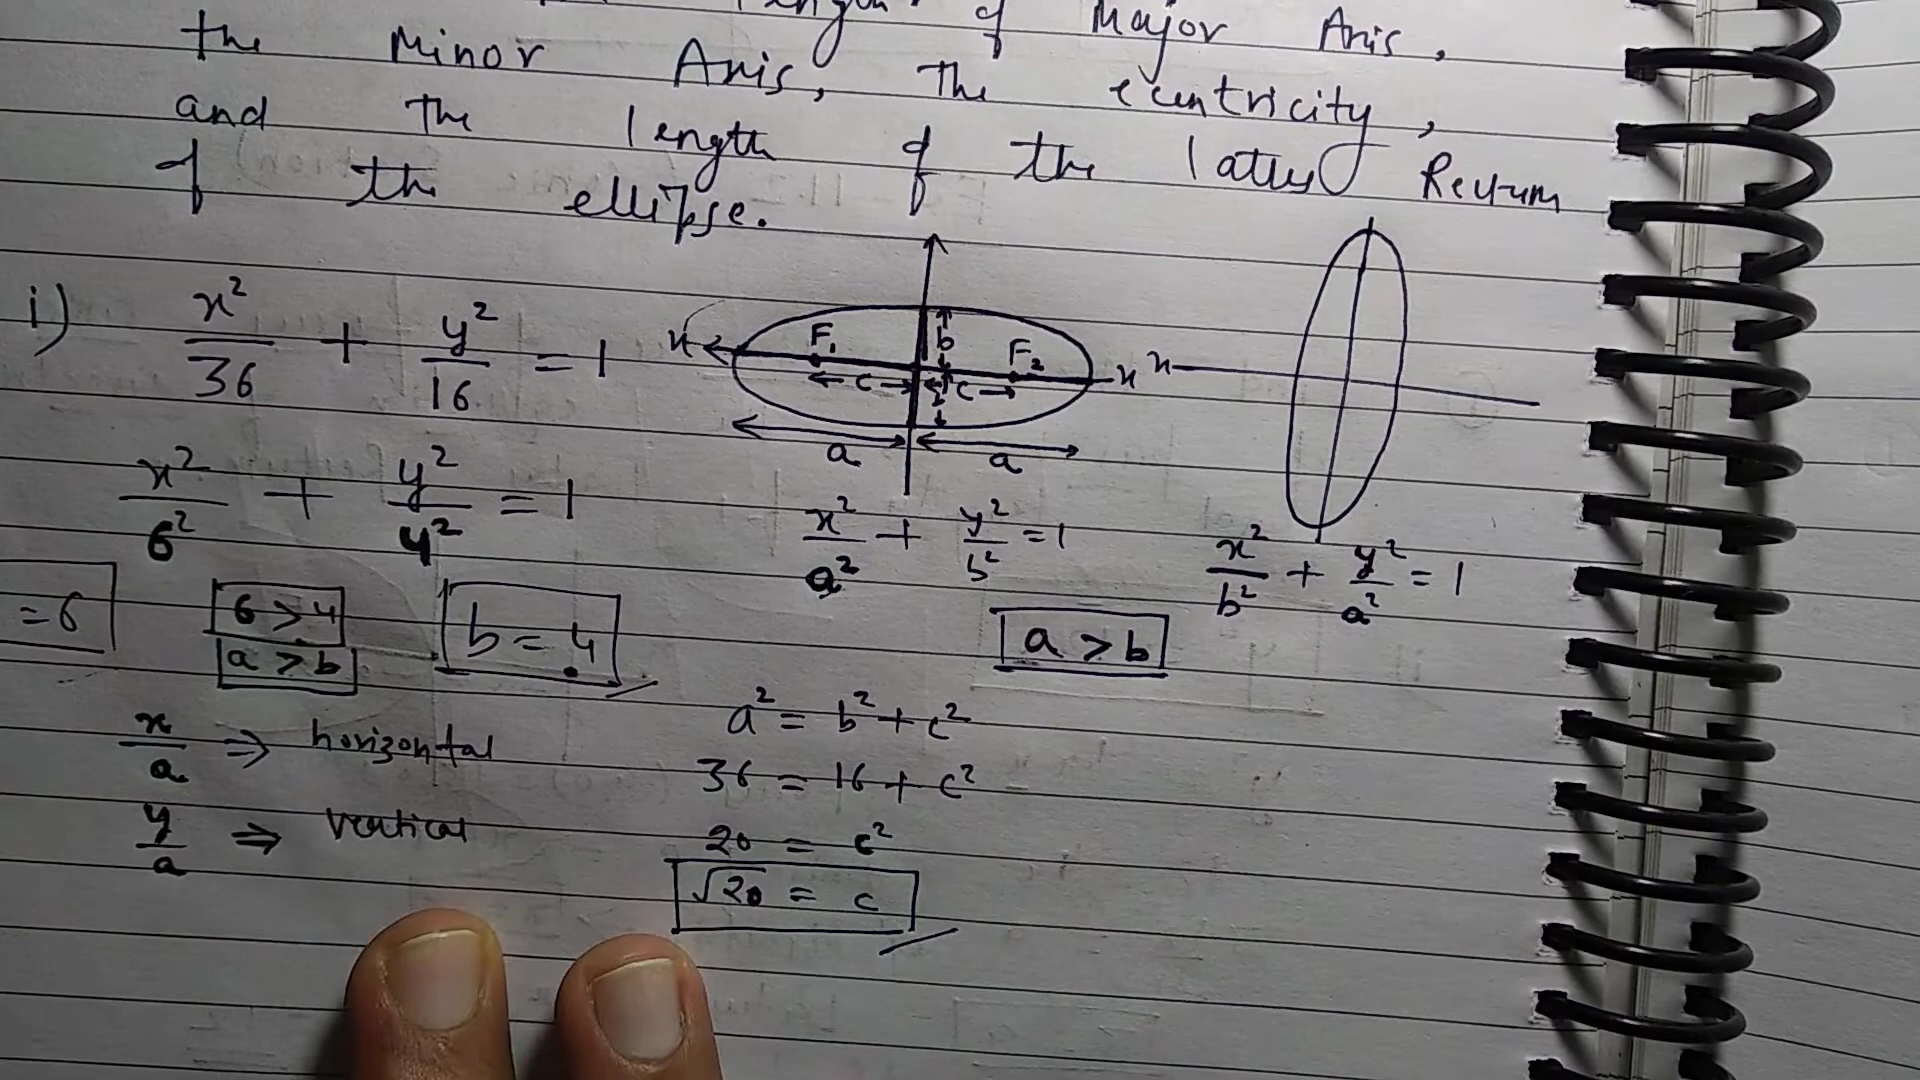 length of Major Axis,
the Minor Axis, The ecentricity,
and The length of the latus Rectum
of the ellipse.
i) x²/36 + y²/16 = 1
x F₁ F₂ x
b
c c
a a
x
x²/6² + y²/4² = 1
x²/a² + y²/b² = 1
x²/b² + y²/a² = 1
= 6
6 > 4
a > b
b = 4
a > b
x/a ⇒ horizontal
y/a ⇒ vertical
a² = b² + c²
36 = 16 + c²
20 = c²
√20 = c